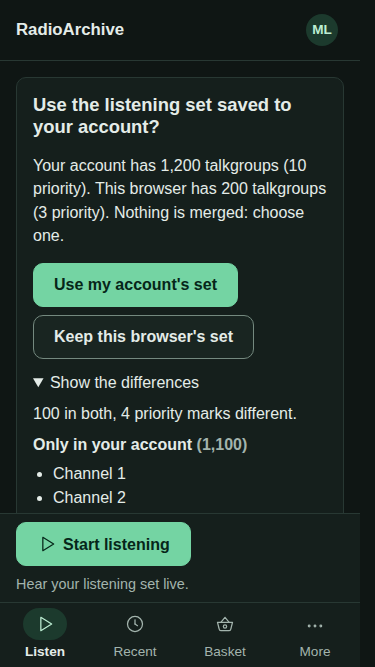 RadioArchive
ML
Use the listening set saved to
your account?
Your account has 1,200 talkgroups (10
priority). This browser has 200 talkgroups
(3 priority). Nothing is merged: choose
one.
Use my account's set
Keep this browser's set
Show the differences
100 in both, 4 priority marks different.
Only in your account (1,100)
Channel 1
Channel 2
Start listening
Hear your listening set live.
Listen
Recent
Basket
More